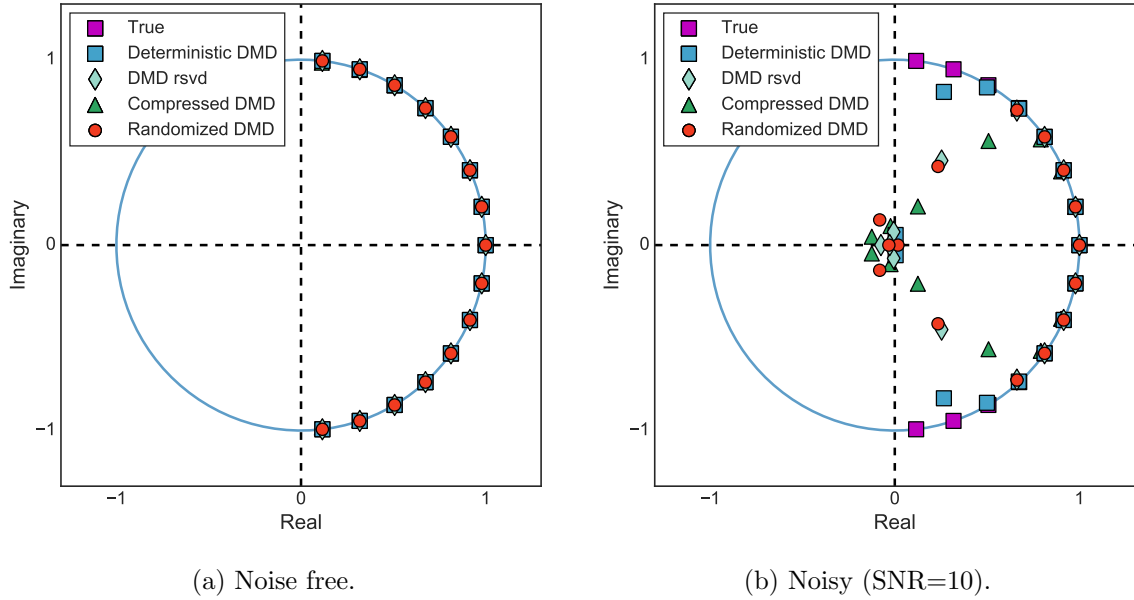 True
Deterministic DMD
DMD rsvd
Compressed DMD
Randomized DMD
1
0
−1
Imaginary
−1
0
1
Real
(a) Noise free.
True
Deterministic DMD
DMD rsvd
Compressed DMD
Randomized DMD
1
0
−1
Imaginary
−1
0
1
Real
(b) Noisy (SNR=10).